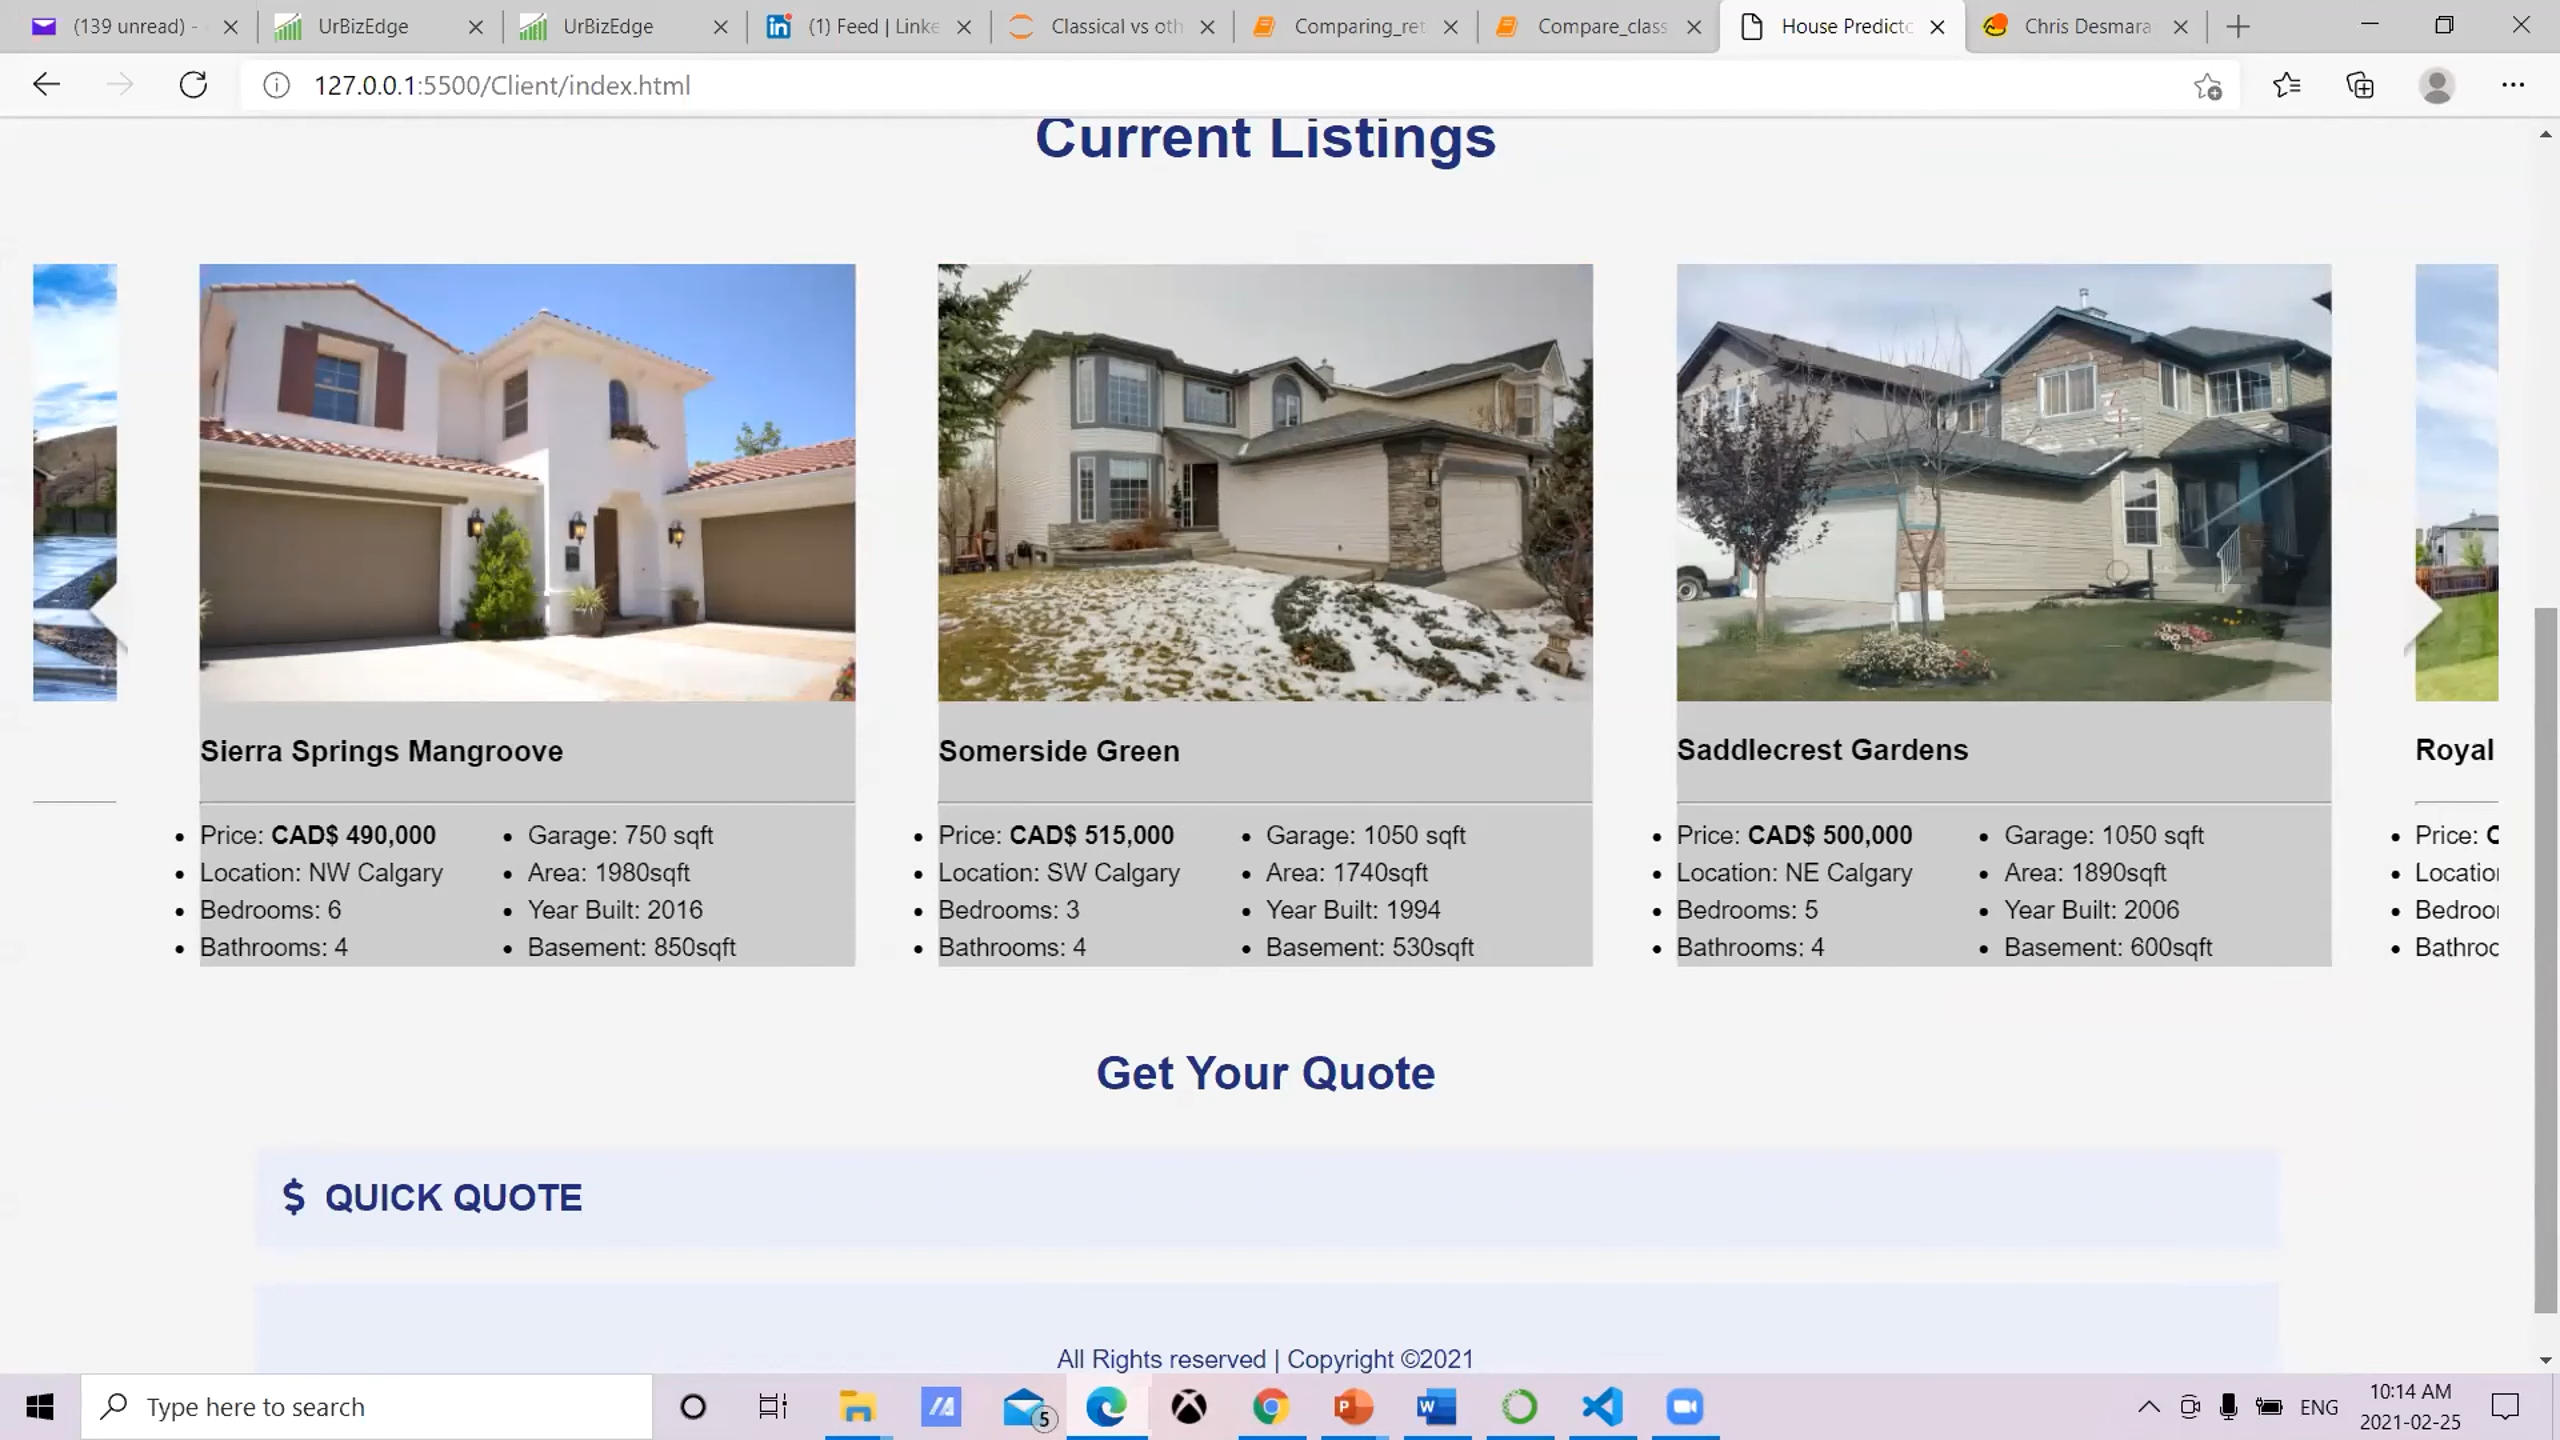 (139 unread) -
UrBizEdge
UrBizEdge
(1) Feed | Linke
Classical vs oth
Comparing_ret
Compare_class
House Predicto
Chris Desmara
127.0.0.1:5500/Client/index.html
Current Listings
Sierra Springs Mangroove
Price: CAD$ 490,000
Location: NW Calgary
Bedrooms: 6
Bathrooms: 4
Garage: 750 sqft
Area: 1980sqft
Year Built: 2016
Basement: 850sqft
Somerside Green
Price: CAD$ 515,000
Location: SW Calgary
Bedrooms: 3
Bathrooms: 4
Garage: 1050 sqft
Area: 1740sqft
Year Built: 1994
Basement: 530sqft
Saddlecrest Gardens
Price: CAD$ 500,000
Location: NE Calgary
Bedrooms: 5
Bathrooms: 4
Garage: 1050 sqft
Area: 1890sqft
Year Built: 2006
Basement: 600sqft
Royal
Price: C
Locatio
Bedroo
Bathroo
Get Your Quote
$ QUICK QUOTE
All Rights reserved | Copyright ©2021
Type here to search
5
ENG
10:14 AM
2021-02-25